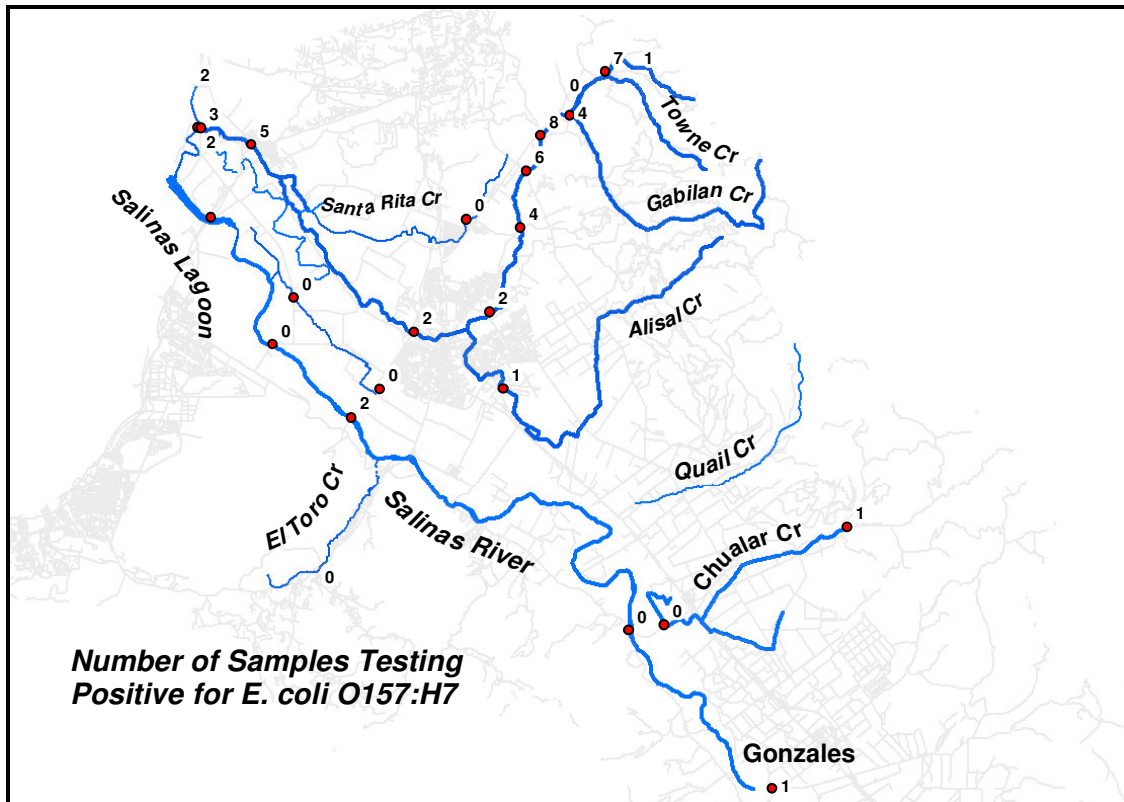 7
1
2
0
Towne Cr
3
4
8
2
5
6
Santa Rita Cr
Gabilan Cr
0
4
Salinas Lagoon
0
2
Alisal Cr
2
0
0
1
2
Quail Cr
El Toro Cr
Salinas River
1
Chualar Cr
0
0
0
Number of Samples Testing
Positive for E. coli O157:H7
Gonzales
1